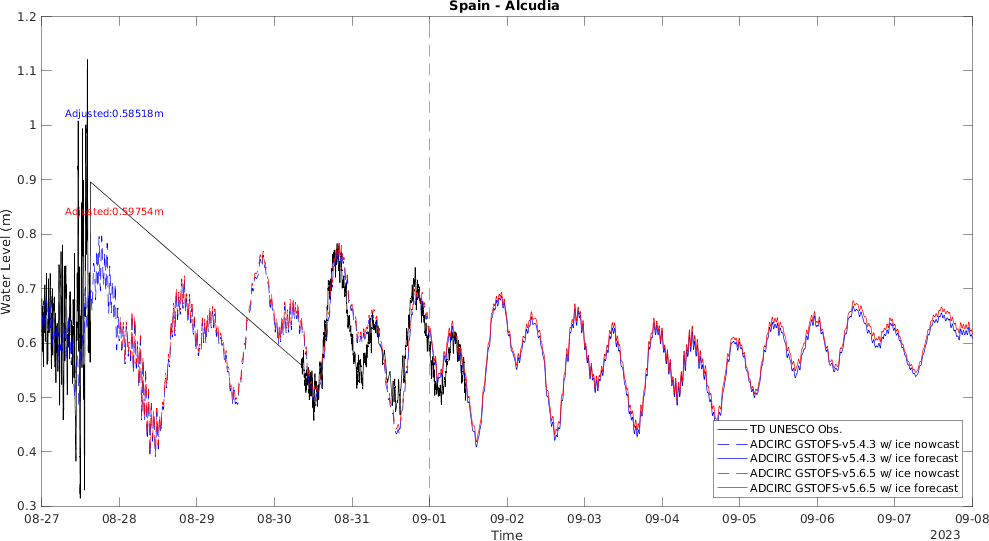 Spain - Alcudia
1.2
1.1
1
0.9
0.8
0.7
0.6
0.5
0.4
0.3
Water Level (m)
Adjusted:0.58518m
Adjusted:0.59754m
TD UNESCO Obs.
ADCIRC GSTOFS-v5.4.3 w/ ice nowcast
ADCIRC GSTOFS-v5.4.3 w/ ice forecast
ADCIRC GSTOFS-v5.6.5 w/ ice nowcast
ADCIRC GSTOFS-v5.6.5 w/ ice forecast
08-27 08-28 08-29 08-30 08-31 09-01 09-02 09-03 09-04 09-05 09-06 09-07 09-08
Time
2023